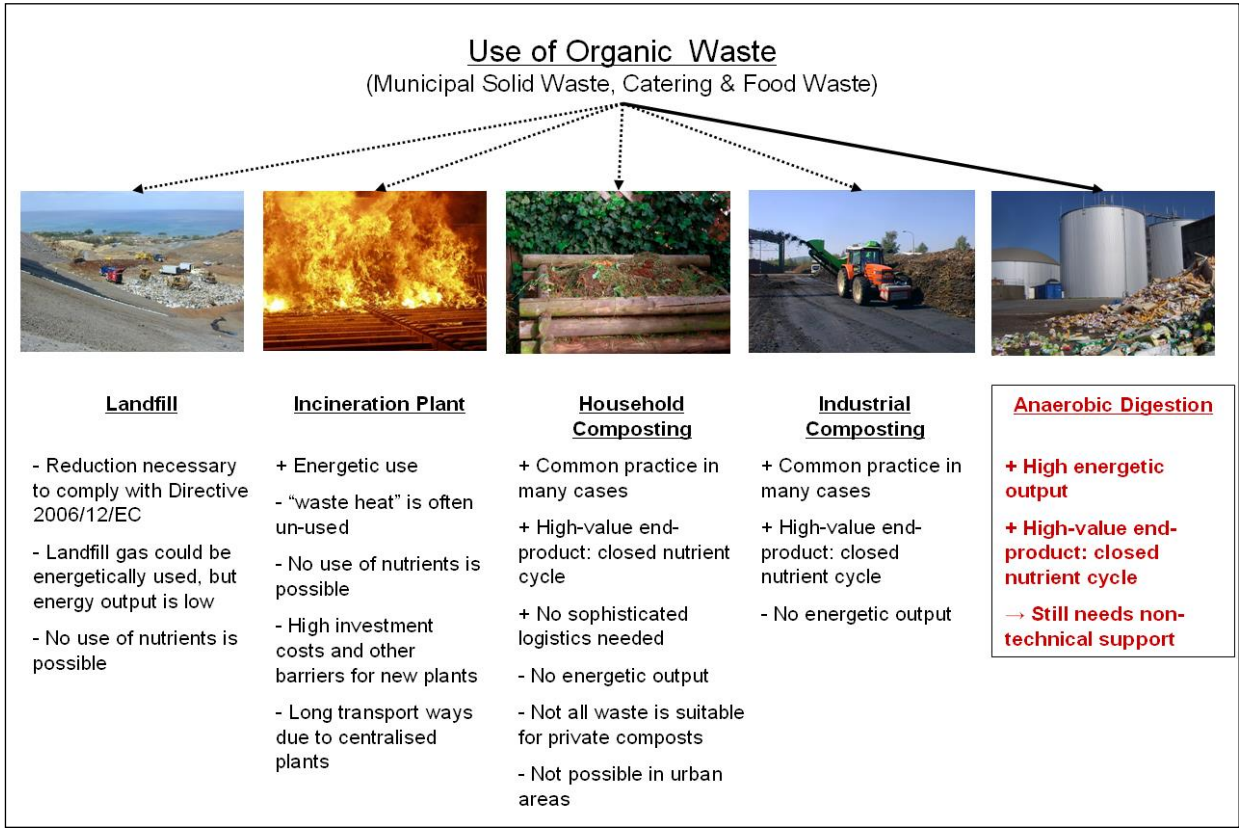 Use of Organic Waste
(Municipal Solid Waste, Catering & Food Waste)
Landfill
- Reduction necessary
to comply with Directive
2006/12/EC
- Landfill gas could be
energetically used, but
energy output is low
- No use of nutrients is
possible
Incineration Plant
+ Energetic use
- “waste heat” is often
un-used
- No use of nutrients is
possible
- High investment
costs and other
barriers for new plants
- Long transport ways
due to centralised
plants
Household
Composting
+ Common practice in
many cases
+ High-value end-
product: closed nutrient
cycle
+ No sophisticated
logistics needed
- No energetic output
- Not all waste is suitable
for private composts
- Not possible in urban
areas
Industrial
Composting
+ Common practice in
many cases
+ High-value end-
product: closed
nutrient cycle
- No energetic output
Anaerobic Digestion
+ High energetic
output
+ High-value end-
product: closed
nutrient cycle
→ Still needs non-
technical support